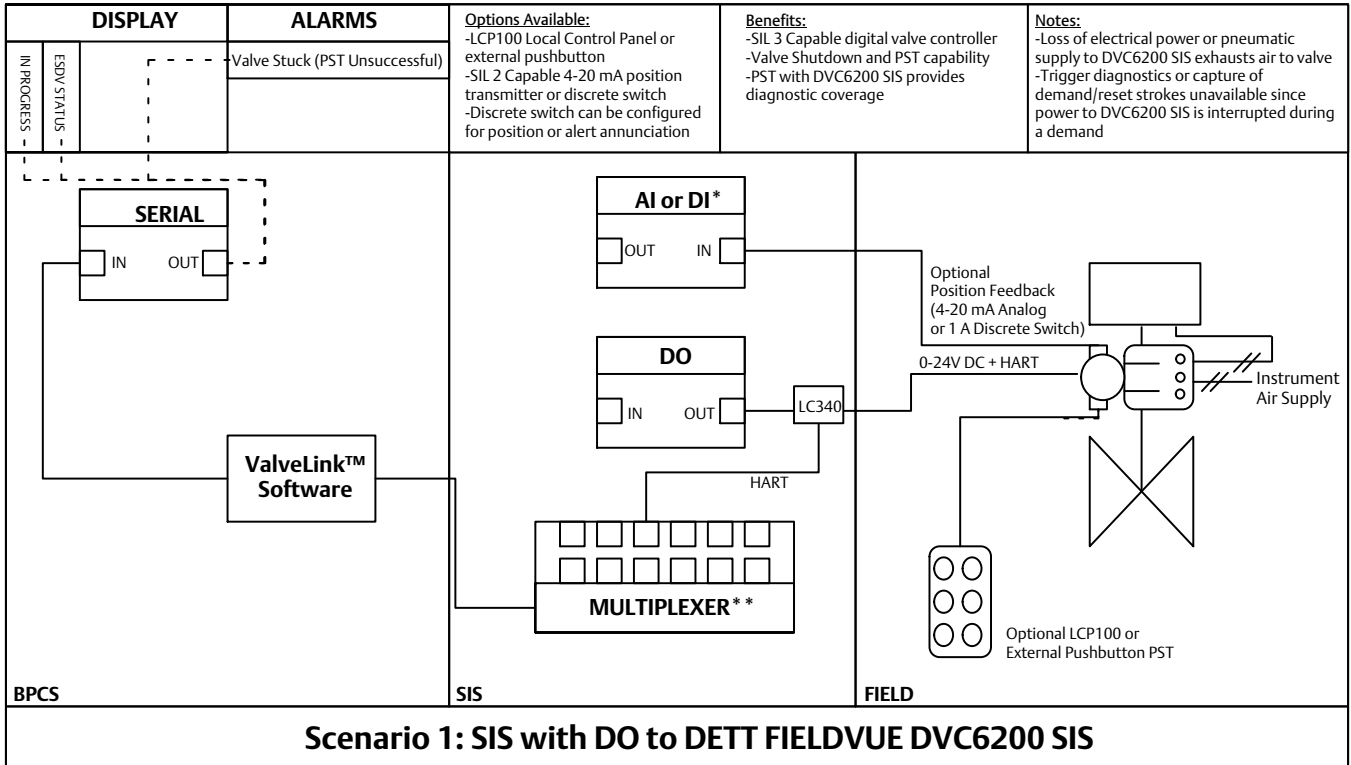 DISPLAY
ALARMS
IN PROGRESS
ESDV STATUS
Valve Stuck (PST Unsuccessful)
Options Available:
-LCP100 Local Control Panel or
external pushbutton
-SIL 2 Capable 4-20 mA position
transmitter or discrete switch
-Discrete switch can be configured
for position or alert annunciation
Benefits:
-SIL 3 Capable digital valve controller
-Valve Shutdown and PST capability
-PST with DVC6200 SIS provides
diagnostic coverage
Notes:
-Loss of electrical power or pneumatic
supply to DVC6200 SIS exhausts air to valve
-Trigger diagnostics or capture of
demand/reset strokes unavailable since
power to DVC6200 SIS is interrupted during
a demand
SERIAL
IN OUT
ValveLink™
Software
BPCS
AI or DI*
OUT IN
DO
IN OUT
LC340
HART
MULTIPLEXER**
SIS
Optional
Position Feedback
(4-20 mA Analog
or 1 A Discrete Switch)
0-24V DC + HART
Instrument
Air Supply
Optional LCP100 or
External Pushbutton PST
FIELD
Scenario 1: SIS with DO to DETT FIELDVUE DVC6200 SIS